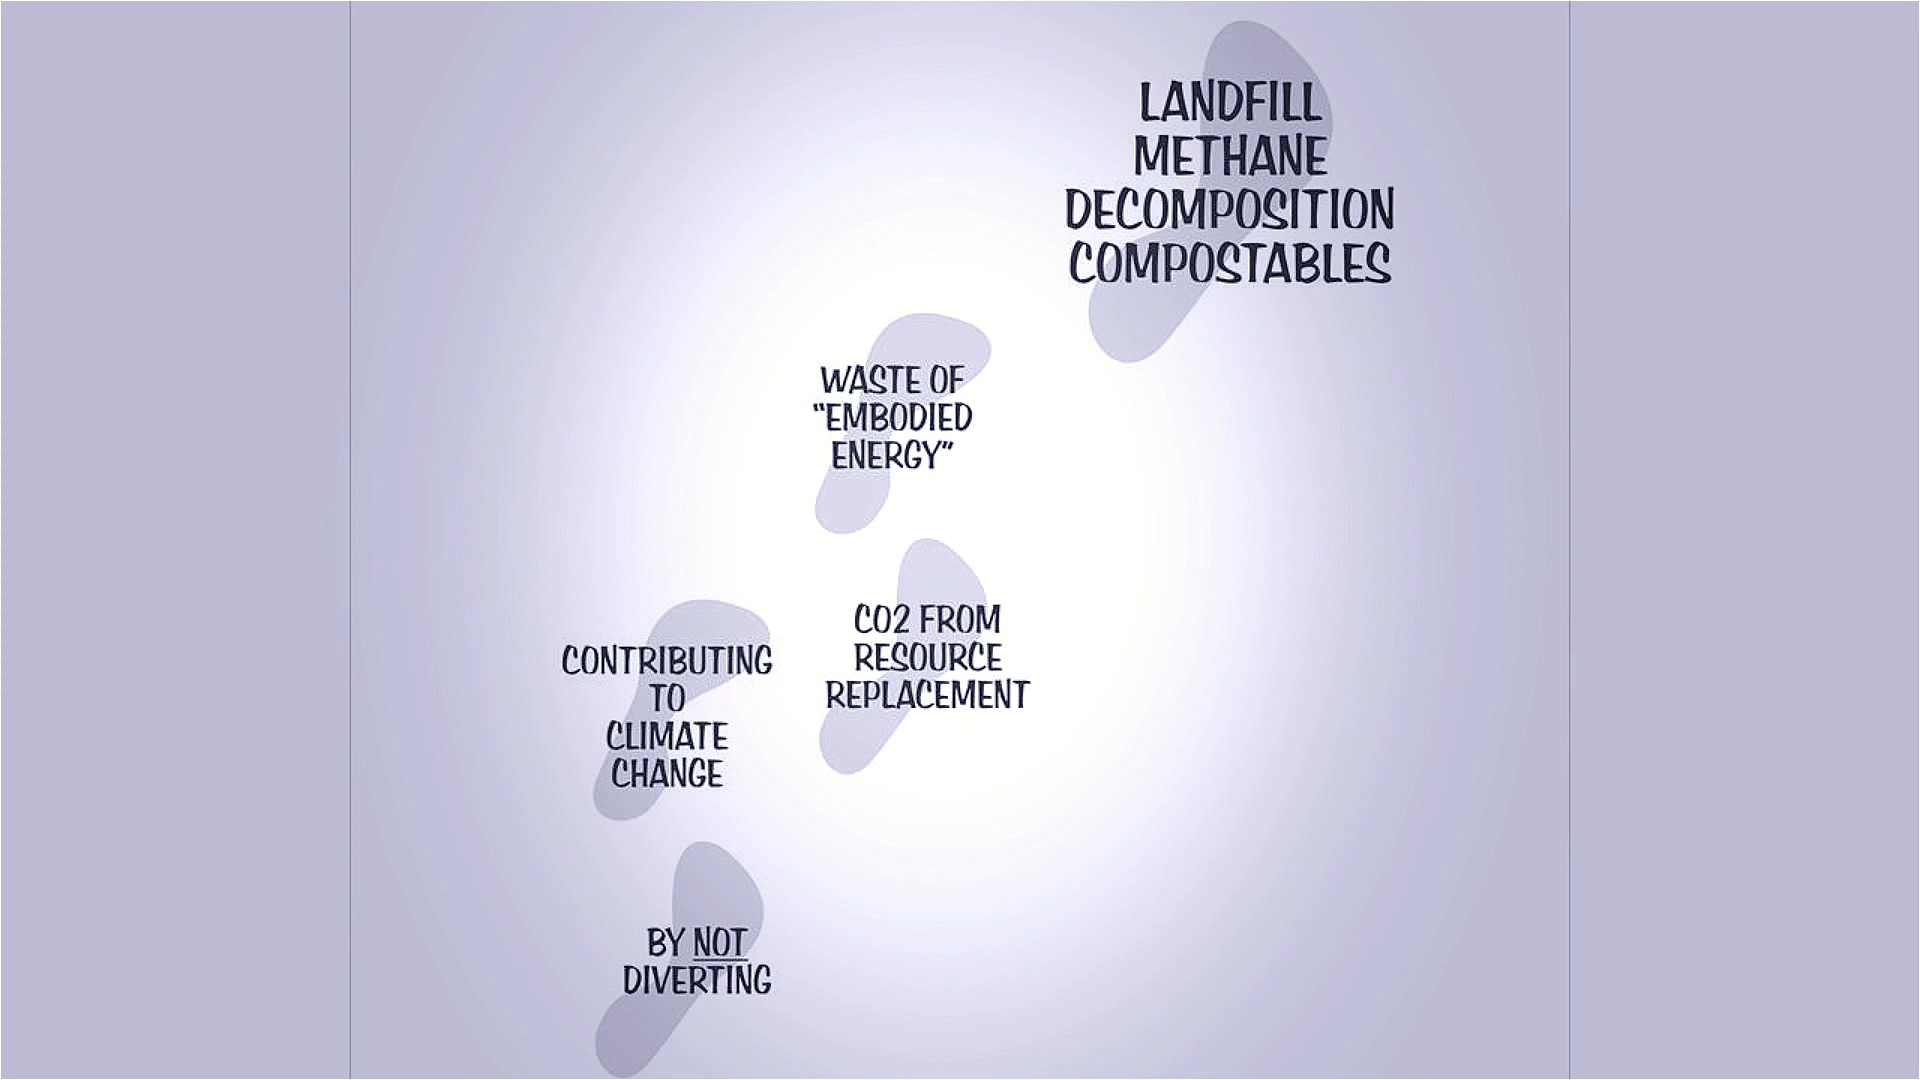 LANDFILL
METHANE
DECOMPOSITION
COMPOSTABLES
WASTE OF
“EMBODIED
ENERGY”
CO2 FROM
RESOURCE
REPLACEMENT
CONTRIBUTING
TO
CLIMATE
CHANGE
BY NOT
DIVERTING